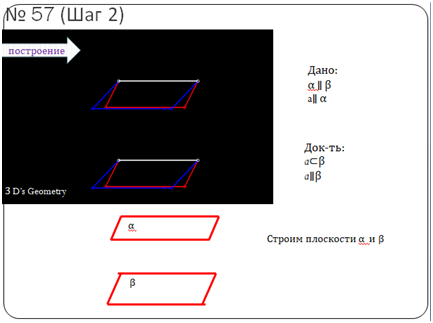 № 57 (Шаг 2)
построение
Дано:
α ∥ β
a∥ α
Док-ть:
a⊂β
a∥β
3 D's Geometry
α
Строим плоскости α и β
β